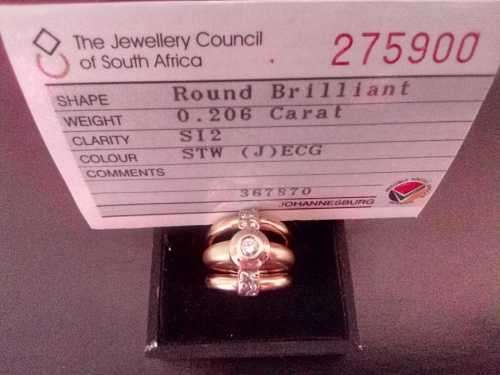 The Jewellery Council
of South Africa
275900
SHAPE Round Brilliant
WEIGHT 0.206 Carat
CLARITY SI2
COLOUR STW (J)ECG
COMMENTS
367870
JOHANNESBURG